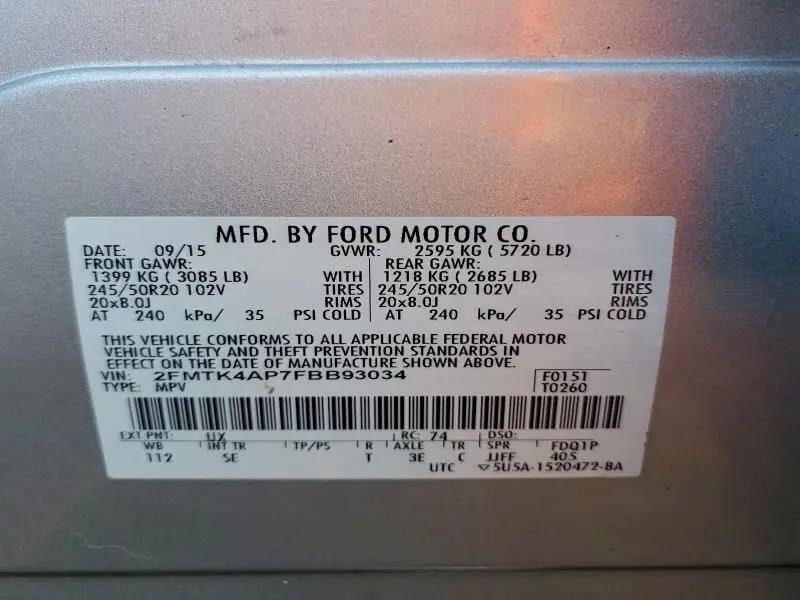 MFD. BY FORD MOTOR CO.
DATE: 09/15 GVWR: 2595 KG ( 5720 LB)
FRONT GAWR: REAR GAWR:
1399 KG ( 3085 LB) WITH 1218 KG ( 2685 LB) WITH
245/50R20 102V TIRES 245/50R20 102V TIRES
20x8.0J RIMS 20x8.0J RIMS
AT 240 kPa/ 35 PSI COLD AT 240 kPa/ 35 PSI COLD
THIS VEHICLE CONFORMS TO ALL APPLICABLE FEDERAL MOTOR
VEHICLE SAFETY AND THEFT PREVENTION STANDARDS IN
EFFECT ON THE DATE OF MANUFACTURE SHOWN ABOVE.
VIN: 2FMTK4AP7FBB93034 F0151
TYPE: MPV T0260
EXT PNT: UX RC: 74 DSO:
WB INT TR TP/PS R AXLE TR SPR FDQ1P
112 SE T 3E C JJFF 405
UTC 5U5A-1520472-BA